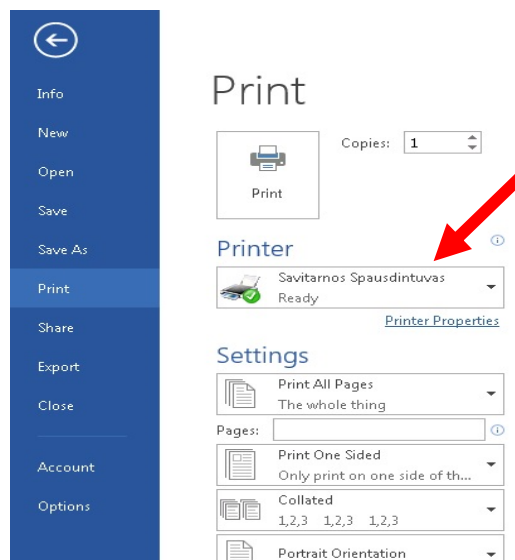 Info
New
Open
Save
Save As
Print
Share
Export
Close
Account
Options
Print
Copies: 1
Print
Printer
Savitarnos Spausdintuvas
Ready
Printer Properties
Settings
Print All Pages
The whole thing
Pages:
Print One Sided
Only print on one side of th...
Collated
1,2,3 1,2,3 1,2,3
Portrait Orientation